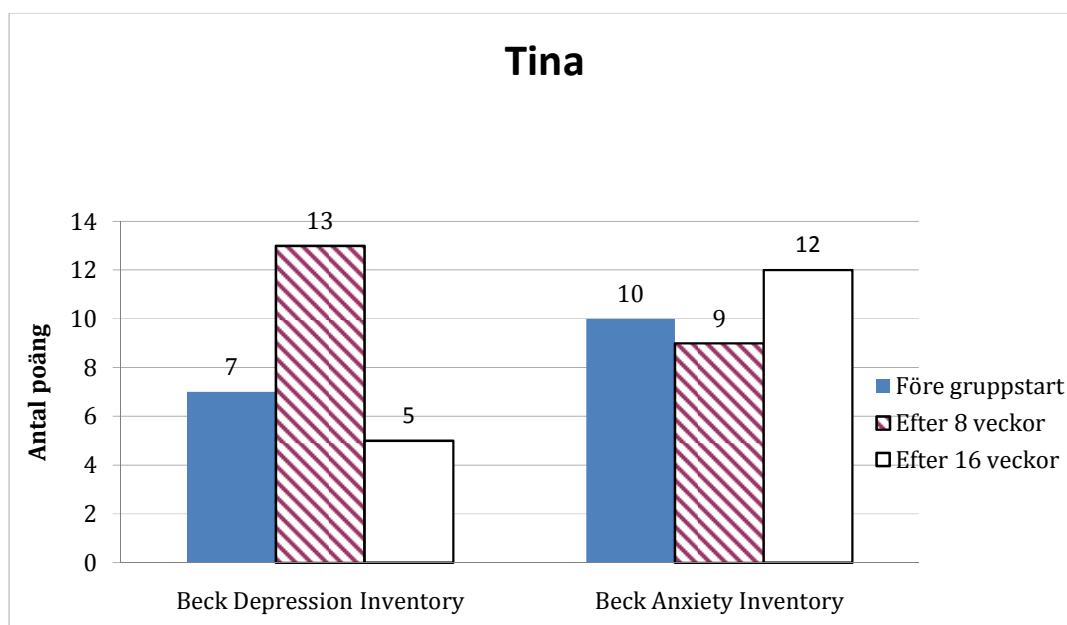 Tina
Antal poäng
14
12
10
8
6
4
2
0
7
13
5
10
9
12
Beck Depression Inventory
Beck Anxiety Inventory
Före gruppstart
Efter 8 veckor
Efter 16 veckor